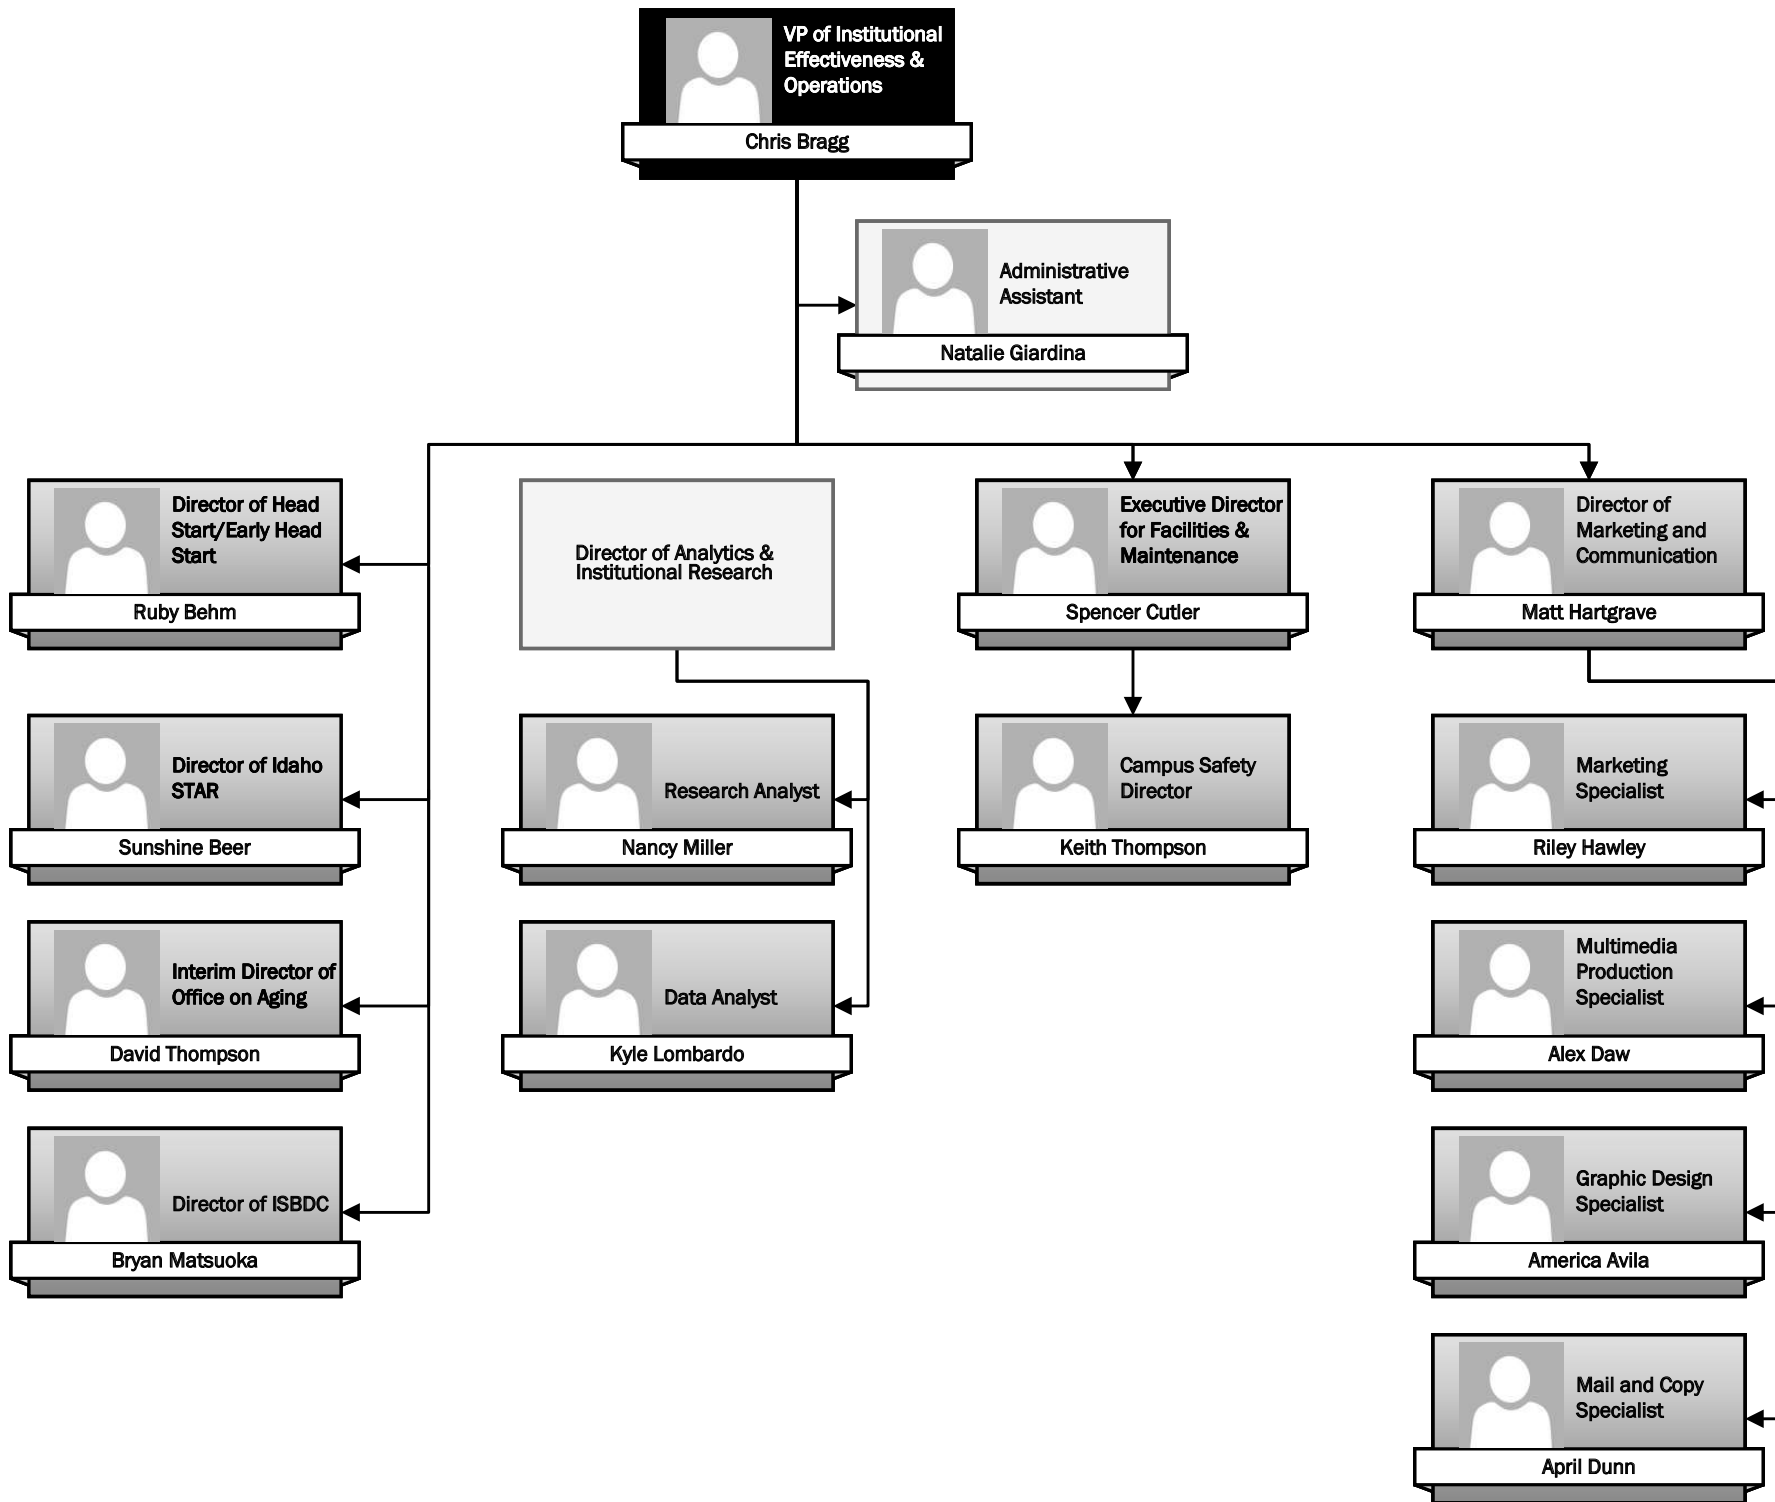 VP of Institutional
Effectiveness &
Operations
Chris Bragg
Administrative
Assistant
Natalie Giardina
Director of Head
Start/Early Head
Start
Ruby Behm
Director of Analytics &
Institutional Research
Executive Director
for Facilities &
Maintenance
Spencer Cutler
Director of
Marketing and
Communication
Matt Hartgrave
Director of Idaho
STAR
Sunshine Beer
Research Analyst
Nancy Miller
Campus Safety
Director
Keith Thompson
Marketing
Specialist
Riley Hawley
Interim Director of
Office on Aging
David Thompson
Data Analyst
Kyle Lombardo
Multimedia
Production
Specialist
Alex Daw
Director of ISBDC
Bryan Matsuoka
Graphic Design
Specialist
America Avila
Mail and Copy
Specialist
April Dunn